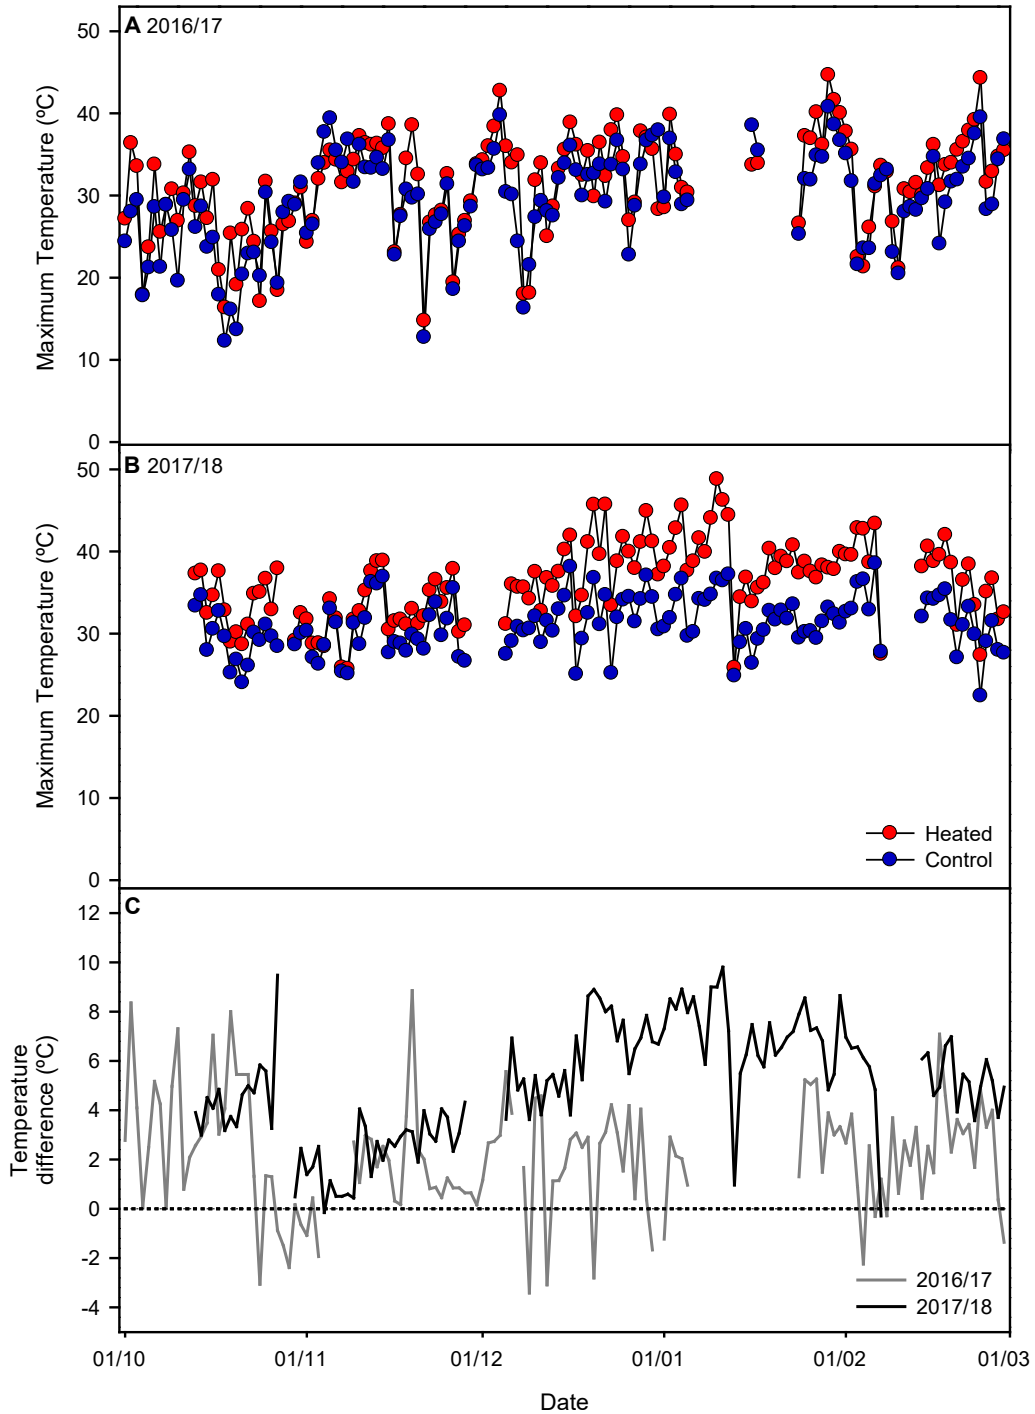 A 2016/17
50
40
30
20
10
0
Maximum Temperature (ºC)
B 2017/18
50
40
30
20
10
0
Maximum Temperature (ºC)
Heated
Control
C
12
10
8
6
4
2
0
-2
-4
Temperature
difference (ºC)
2016/17
2017/18
01/10 01/11 01/12 01/01 01/02 01/03
Date